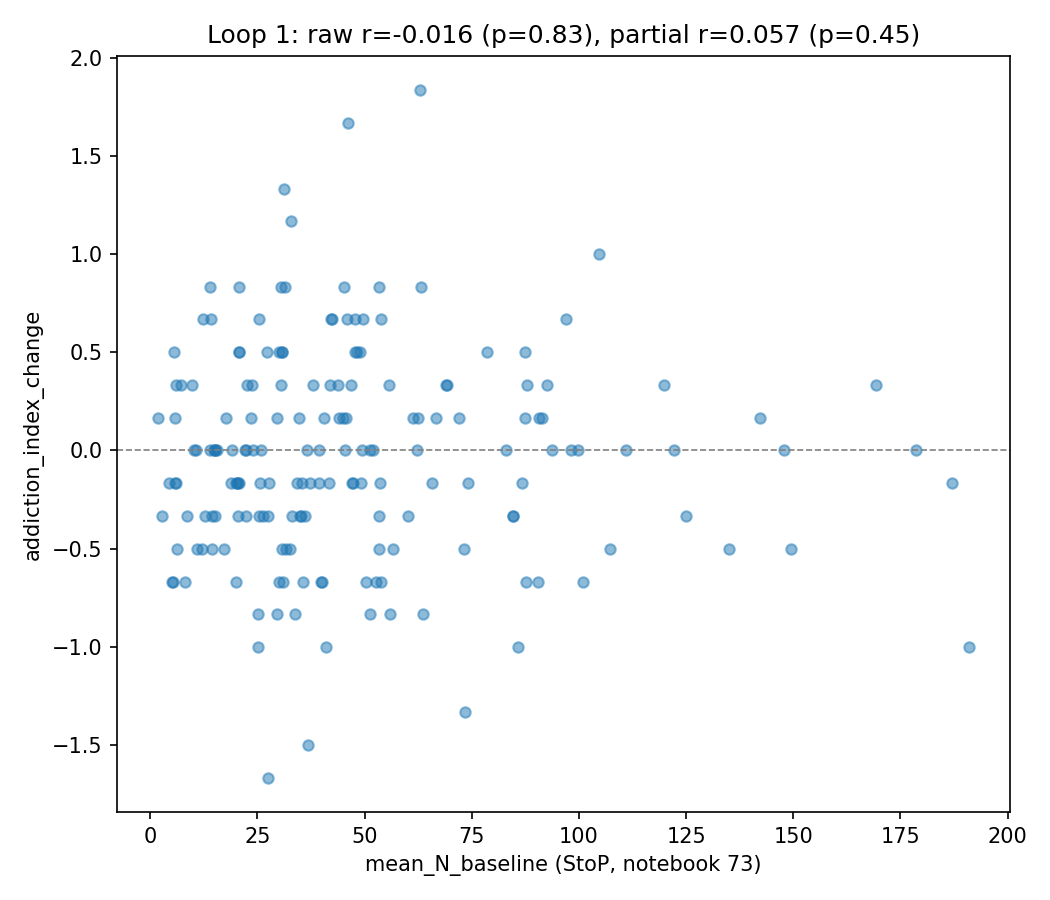 Loop 1: raw r=-0.016 (p=0.83), partial r=0.057 (p=0.45)
addiction_index_change
2.0
1.5
1.0
0.5
0.0
−0.5
−1.0
−1.5
0 25 50 75 100 125 150 175 200
mean_N_baseline (StoP, notebook 73)